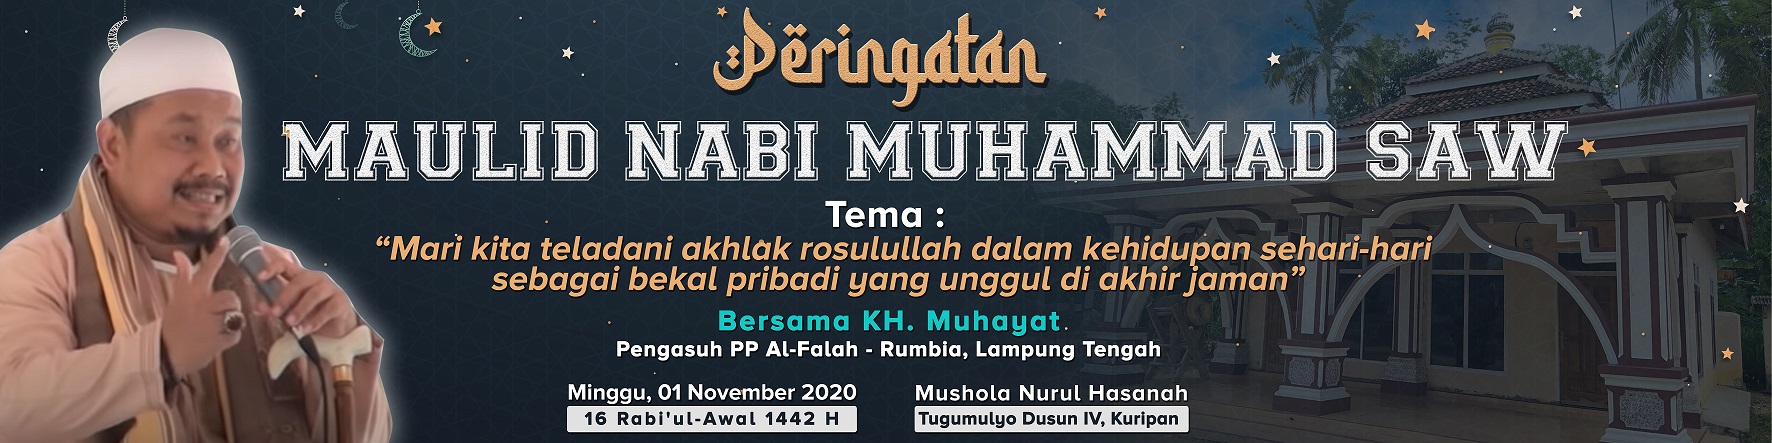 Peringatan
MAULID NABI MUHAMMAD SAW
Tema :
“Mari kita teladani akhlak rosulullah dalam kehidupan sehari-hari
sebagai bekal pribadi yang unggul di akhir jaman”
Bersama KH. Muhayat
Pengasuh PP Al-Falah - Rumbia, Lampung Tengah
Minggu, 01 November 2020
16 Rabi'ul-Awal 1442 H
Mushola Nurul Hasanah
Tugumulyo Dusun IV, Kuripan